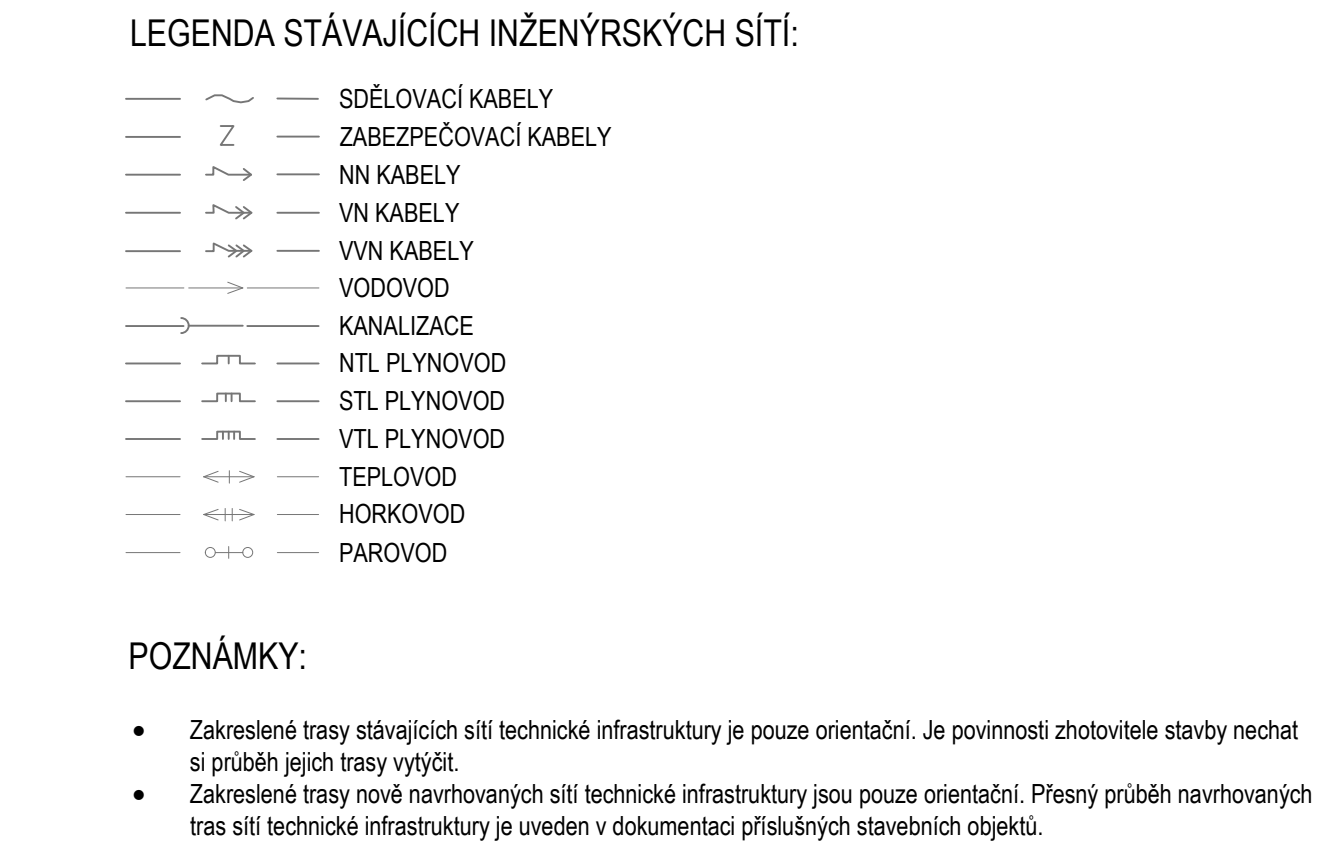 LEGENDA STÁVAJÍCÍCH INŽENÝRSKÝCH SÍTÍ:
SDĚLOVACÍ KABELY
Z ZABEZPEČOVACÍ KABELY
NN KABELY
VN KABELY
VVN KABELY
VODOVOD
KANALIZACE
NTL PLYNOVOD
STL PLYNOVOD
VTL PLYNOVOD
TEPLOVOD
HORKOVOD
PAROVOD
POZNÁMKY:
• Zakreslené trasy stávajících sítí technické infrastruktury je pouze orientační. Je povinnosti zhotovitele stavby nechat
si průběh jejich trasy vytýčit.
• Zakreslené trasy nově navrhovaných sítí technické infrastruktury jsou pouze orientační. Přesný průběh navrhovaných
tras sítí technické infrastruktury je uveden v dokumentaci příslušných stavebních objektů.